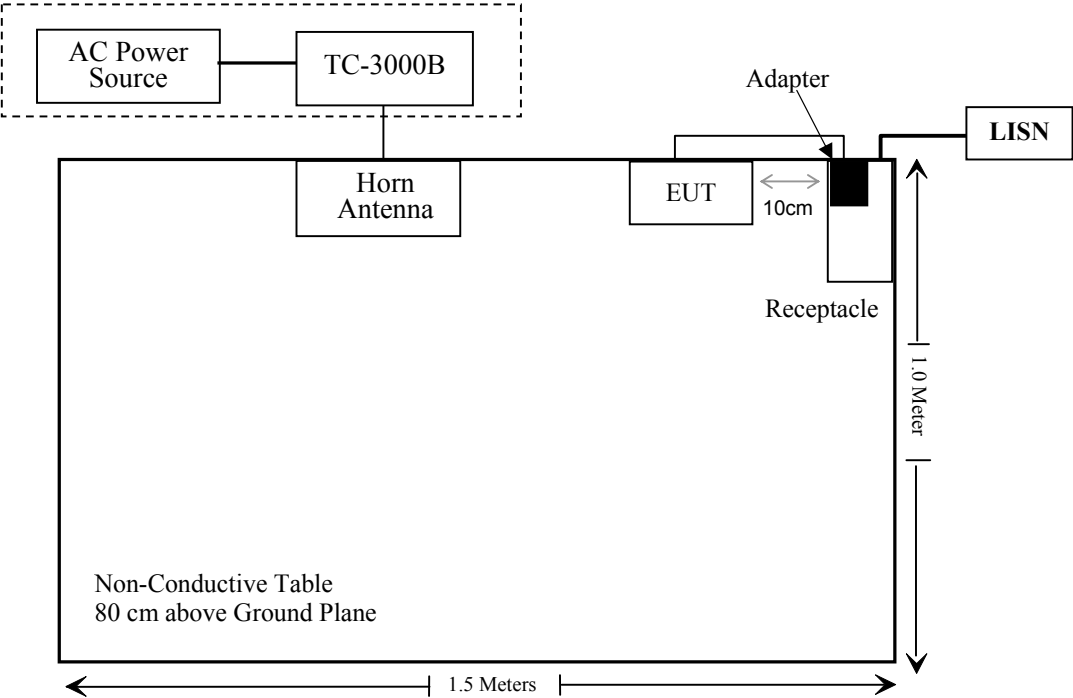 AC Power
Source
TC-3000B
Adapter
LISN
Horn
Antenna
EUT
10cm
Receptacle
1.0 Meter
Non-Conductive Table
80 cm above Ground Plane
1.5 Meters